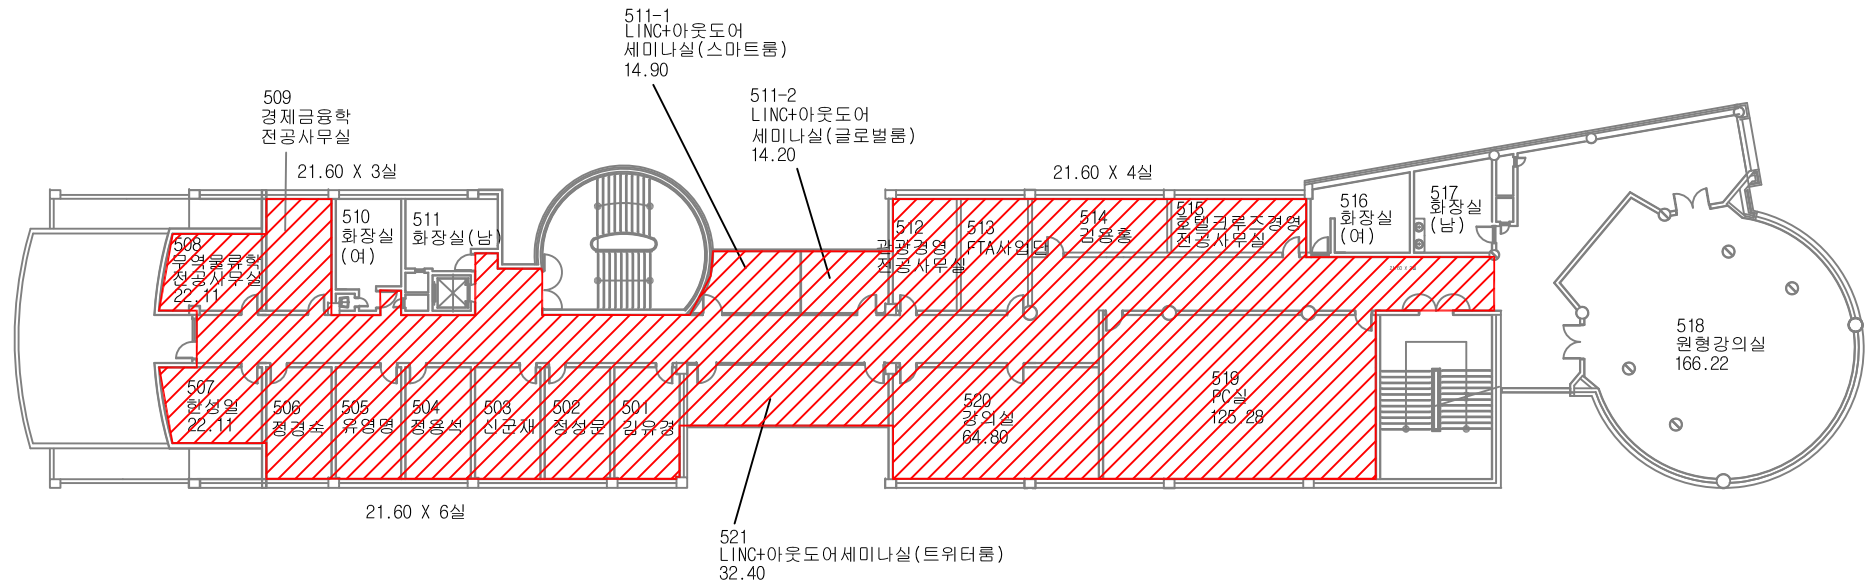 511-1
LINC+아웃도어
세미나실(스마트룸)
14.90
511-2
LINC+아웃도어
세미나실(글로벌룸)
14.20
509
경제금융학
전공사무실
21.60 X 3실
21.60 X 4실
508
무역물류학
전공사무실
22.11
510
화장실
(여)
511
화장실(남)
512
관광경영
전공사무실
513
FTA사업단
514
김용홍
515
호텔크루즈경영
전공사무실
516
화장실
(여)
517
화장실
(남)
518
원형강의실
166.22
507
한성일
22.11
506
정경숙
505
유영명
504
정용석
503
신군재
502
정성문
501
김유경
520
강의실
64.80
519
PC실
125.28
21.60 X 6실
521
LINC+아웃도어세미나실(트위터룸)
32.40